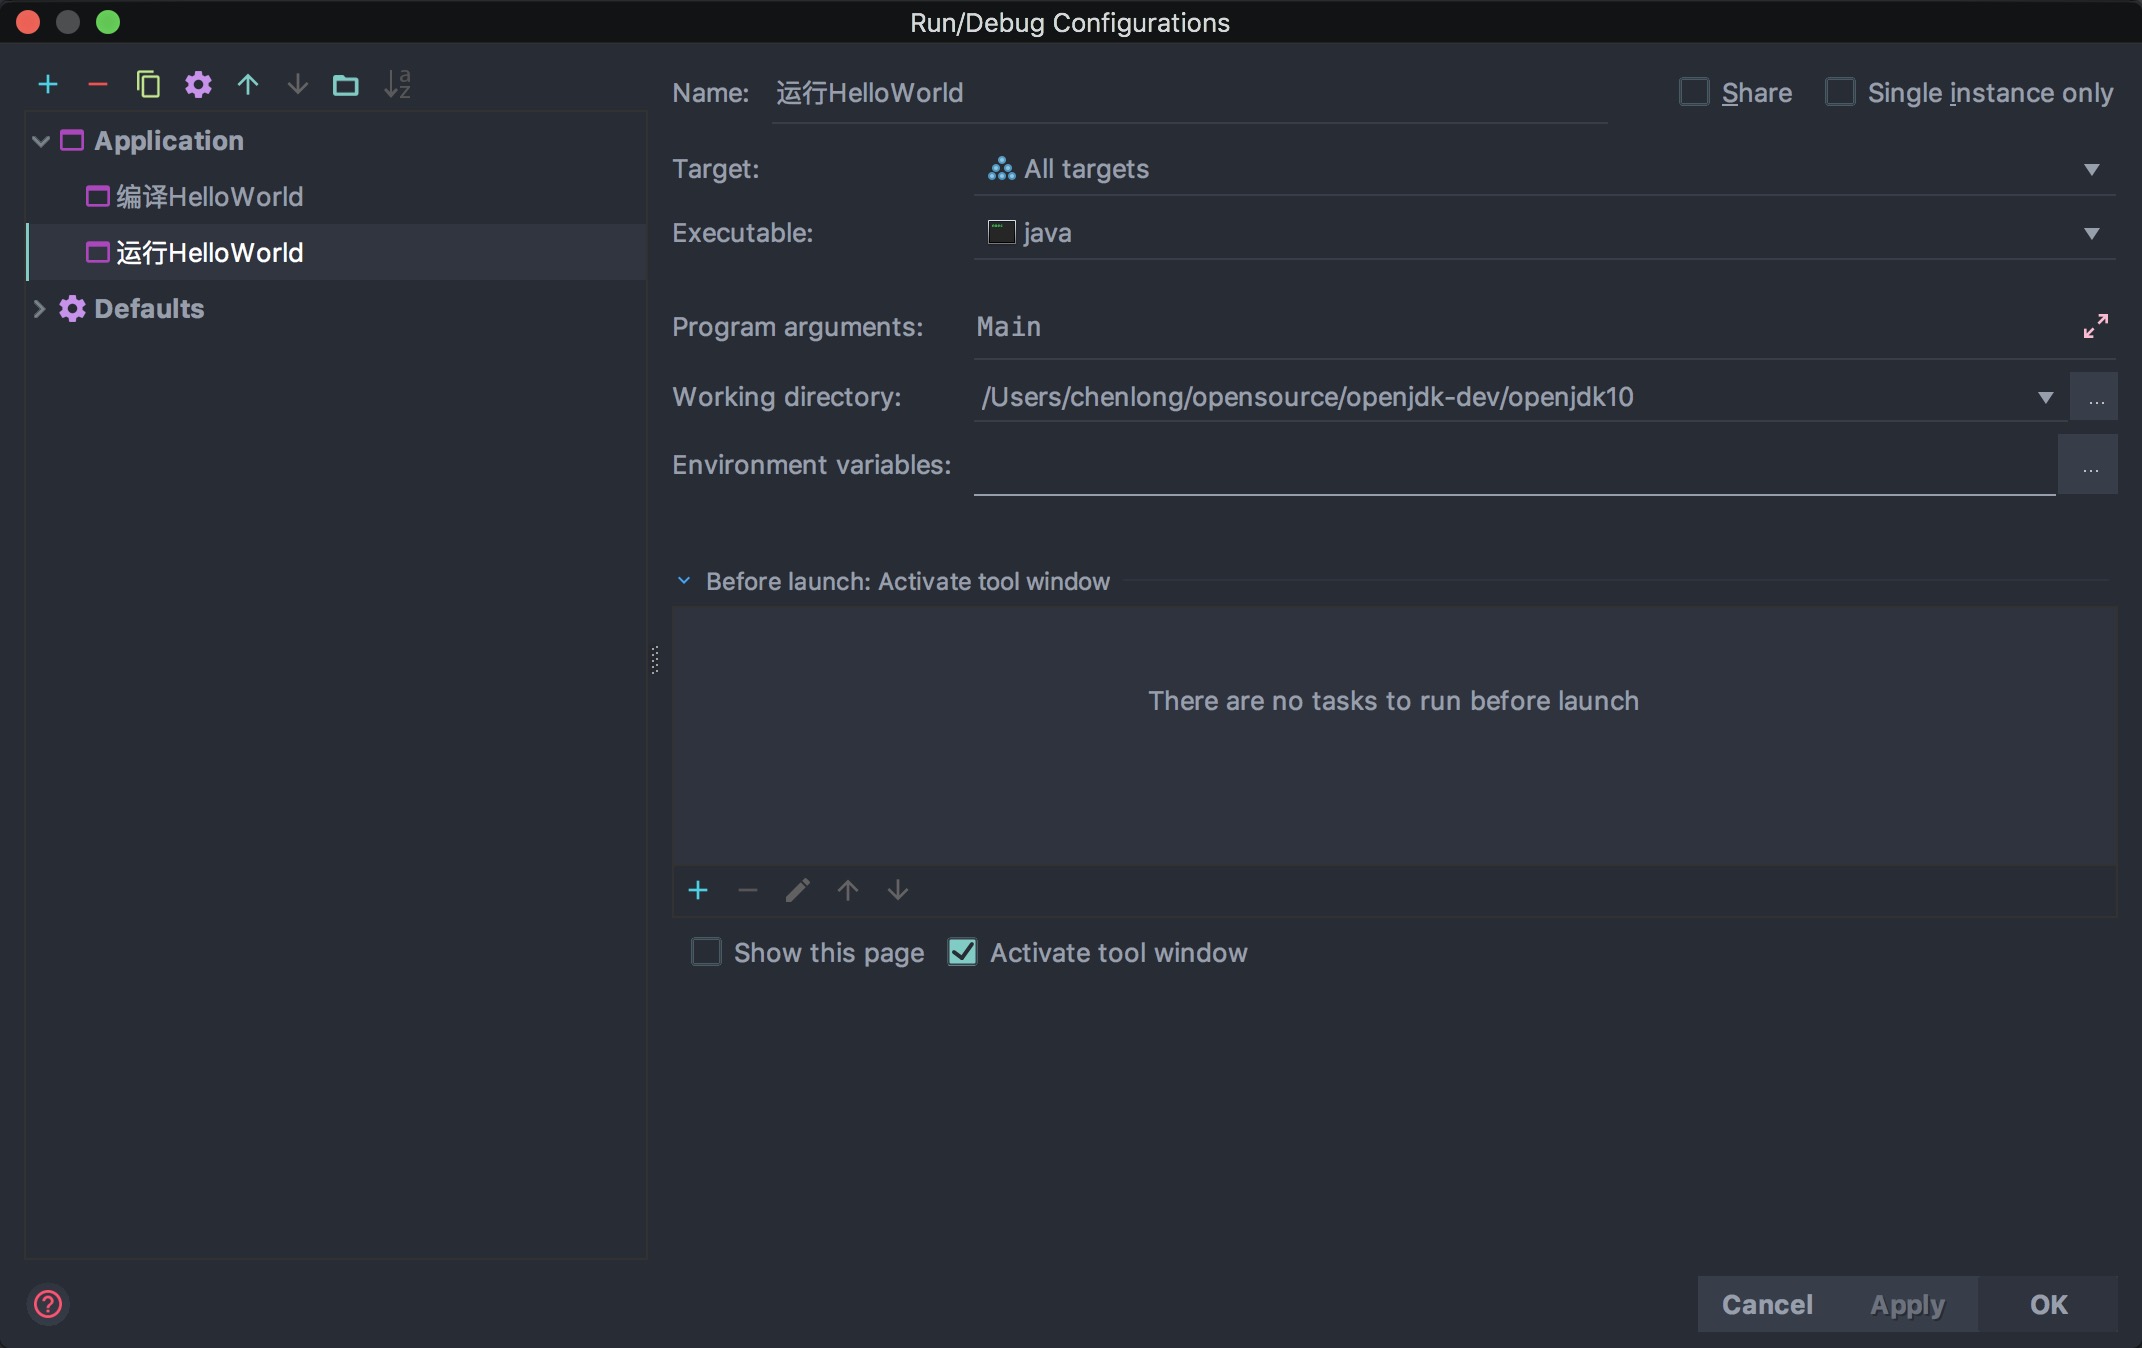 Run/Debug Configurations
Name: 运行HelloWorld
Share
Single instance only
Application
编译HelloWorld
运行HelloWorld
Defaults
Target: All targets
Executable: java
Program arguments: Main
Working directory: /Users/chenlong/opensource/openjdk-dev/openjdk10 ...
Environment variables: ...
Before launch: Activate tool window
There are no tasks to run before launch
Show this page
Activate tool window
Cancel
Apply
OK